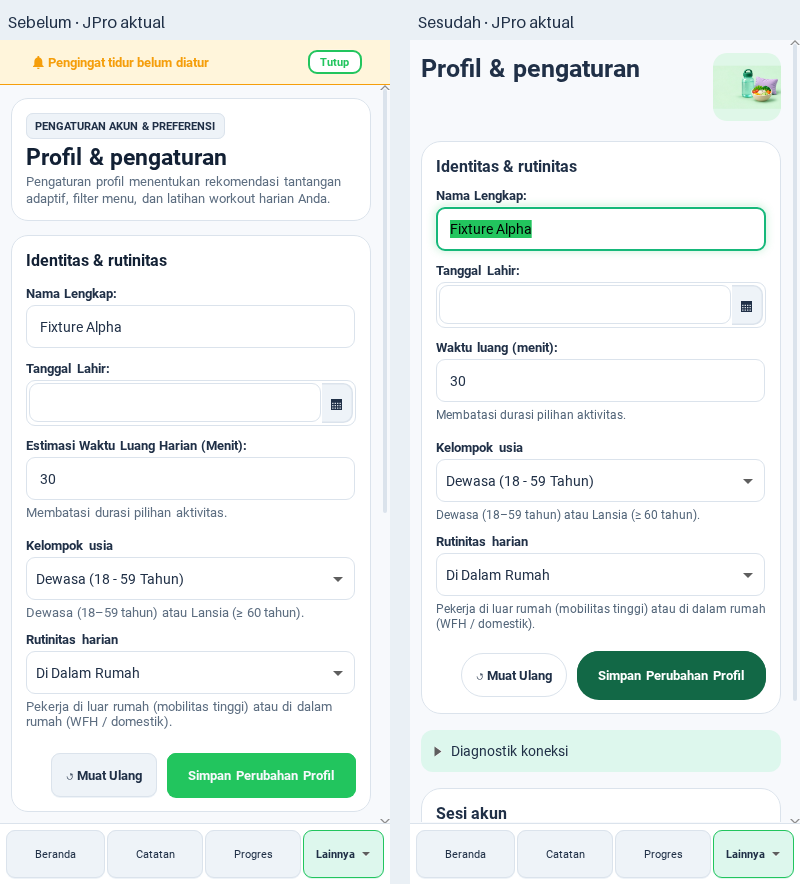 Sebelum · JPro aktual
Pengingat tidur belum diatur
Tutup
PENGATURAN AKUN & PREFERENSI
Profil & pengaturan
Pengaturan profil menentukan rekomendasi tantangan
adaptif, filter menu, dan latihan workout harian Anda.
Identitas & rutinitas
Nama Lengkap:
Fixture Alpha
Tanggal Lahir:
Estimasi Waktu Luang Harian (Menit):
30
Membatasi durasi pilihan aktivitas.
Kelompok usia
Dewasa (18 - 59 Tahun)
Dewasa (18–59 tahun) atau Lansia (≥ 60 tahun).
Rutinitas harian
Di Dalam Rumah
Pekerja di luar rumah (mobilitas tinggi) atau di dalam
rumah (WFH / domestik).
↺ Muat Ulang
Simpan Perubahan Profil
Beranda
Catatan
Progres
Lainnya
Sesudah · JPro aktual
Profil & pengaturan
Identitas & rutinitas
Nama Lengkap:
Fixture Alpha
Tanggal Lahir:
Waktu luang (menit):
30
Membatasi durasi pilihan aktivitas.
Kelompok usia
Dewasa (18 - 59 Tahun)
Dewasa (18–59 tahun) atau Lansia (≥ 60 tahun).
Rutinitas harian
Di Dalam Rumah
Pekerja di luar rumah (mobilitas tinggi) atau di dalam rumah
(WFH / domestik).
↺ Muat Ulang
Simpan Perubahan Profil
Diagnostik koneksi
Sesi akun
Beranda
Catatan
Progres
Lainnya